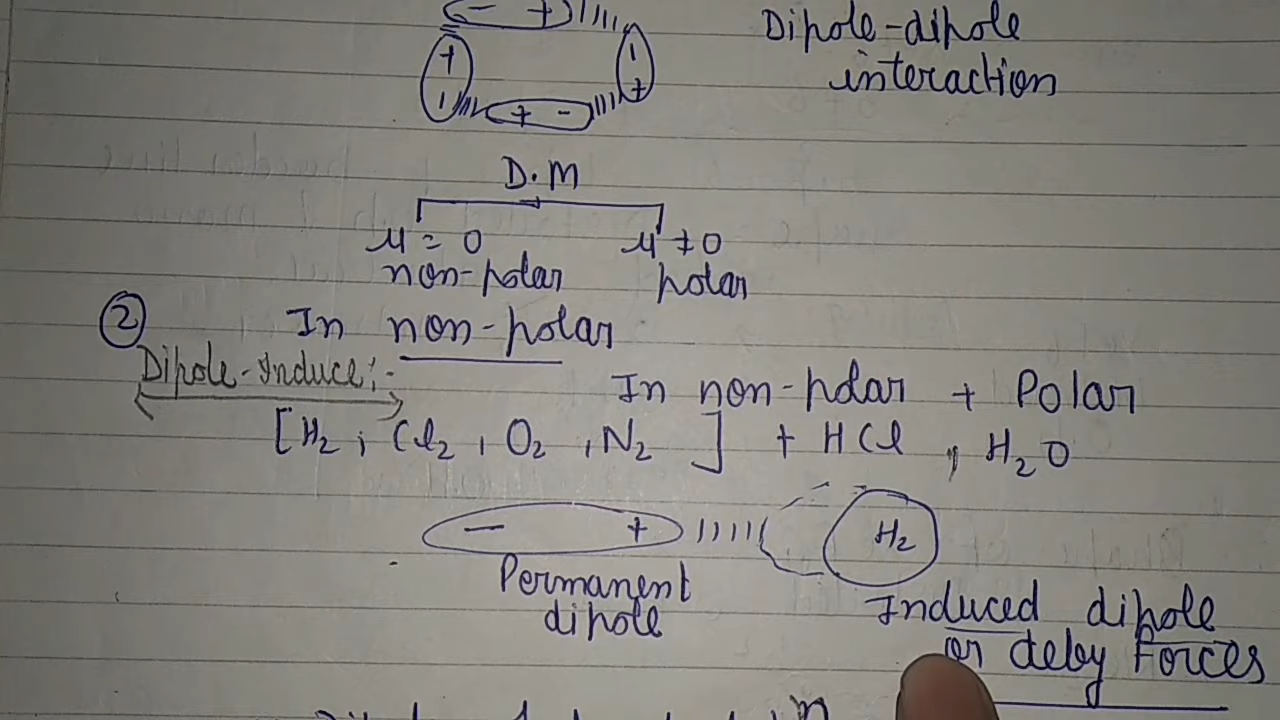 - +
Dipole-dipole
+ -
interaction
- +
+ -
D.M
μ = 0 μ ≠ 0
non-polar polar
② In non-polar
Dipole-Induce:-
In non-polar + Polar
[H₂, Cl₂, O₂, N₂] + HCl, H₂O
- + H₂
Permanent
dipole
Induced dipole
or deby Forces